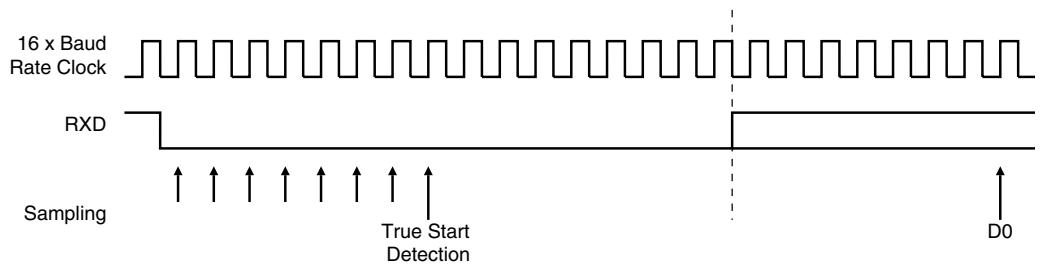 16 x Baud
Rate Clock
RXD
Sampling
True Start
Detection
D0